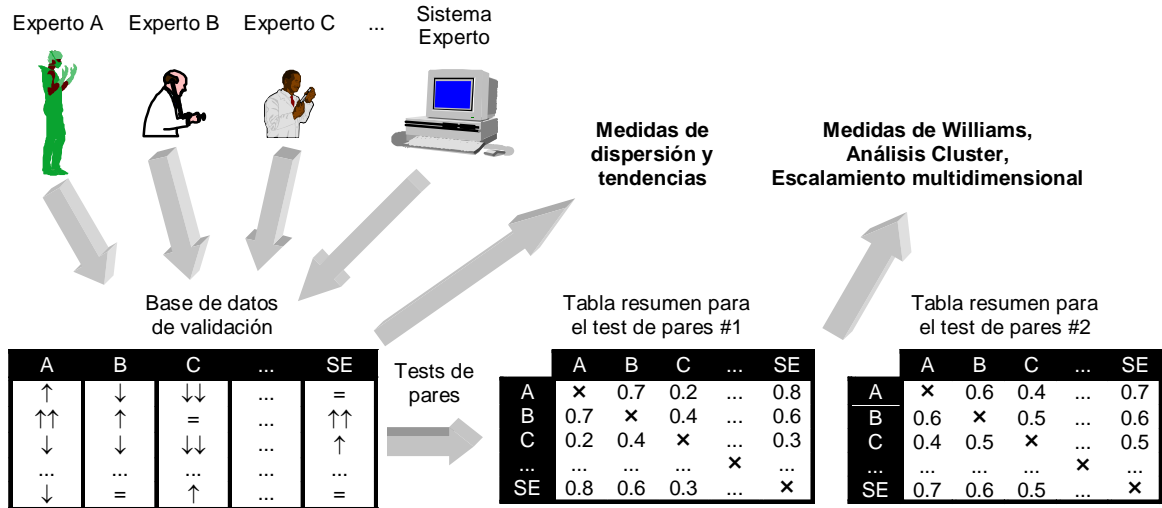 Experto A
Experto B
Experto C
...
Sistema
Experto
Medidas de
dispersión y
tendencias
Medidas de Williams,
Análisis Cluster,
Escalamiento multidimensional
Base de datos
de validación
A B C ... SE
↑ ↓ ↓↓ ... =
↑↑ ↑ = ... ↑↑
↓ ↓ ↓↓ ... ↑
... ... ... ... ...
↓ = ↑ ... =
Tests de
pares
Tabla resumen para
el test de pares #1
A B C ... SE
A × 0.7 0.2 ... 0.8
B 0.7 × 0.4 ... 0.6
C 0.2 0.4 × ... 0.3
... ... ... ... × ...
SE 0.8 0.6 0.3 ... ×
Tabla resumen para
el test de pares #2
A B C ... SE
A × 0.6 0.4 ... 0.7
B 0.6 × 0.5 ... 0.6
C 0.4 0.5 × ... 0.5
... ... ... ... × ...
SE 0.7 0.6 0.5 ... ×